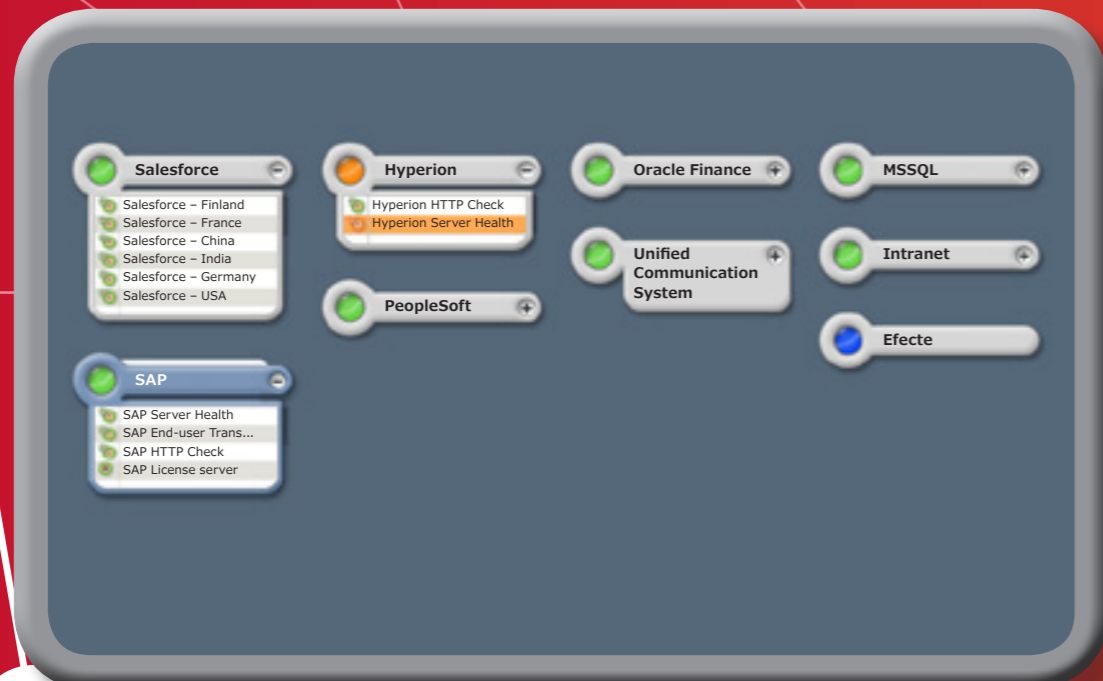 Salesforce
Salesforce – Finland
Salesforce – France
Salesforce – China
Salesforce – India
Salesforce – Germany
Salesforce – USA
SAP
SAP Server Health
SAP End-user Trans...
SAP HTTP Check
SAP License server
Hyperion
Hyperion HTTP Check
Hyperion Server Health
PeopleSoft
Oracle Finance
Unified
Communication
System
MSSQL
Intranet
Efecte